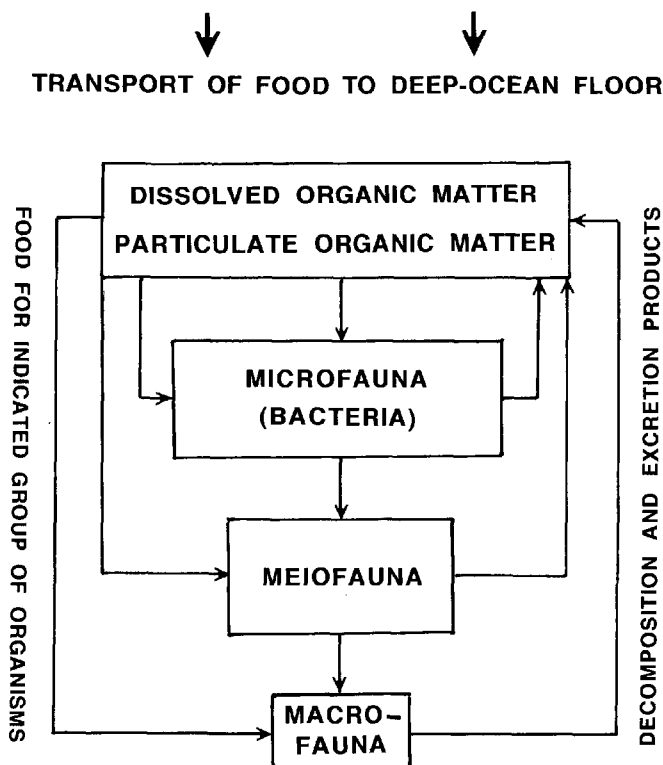 TRANSPORT OF FOOD TO DEEP-OCEAN FLOOR
DISSOLVED ORGANIC MATTER
PARTICULATE ORGANIC MATTER
FOOD FOR INDICATED GROUP OF ORGANISMS
MICROFAUNA
(BACTERIA)
MEIOFAUNA
MACRO-
FAUNA
DECOMPOSITION AND EXCRETION PRODUCTS